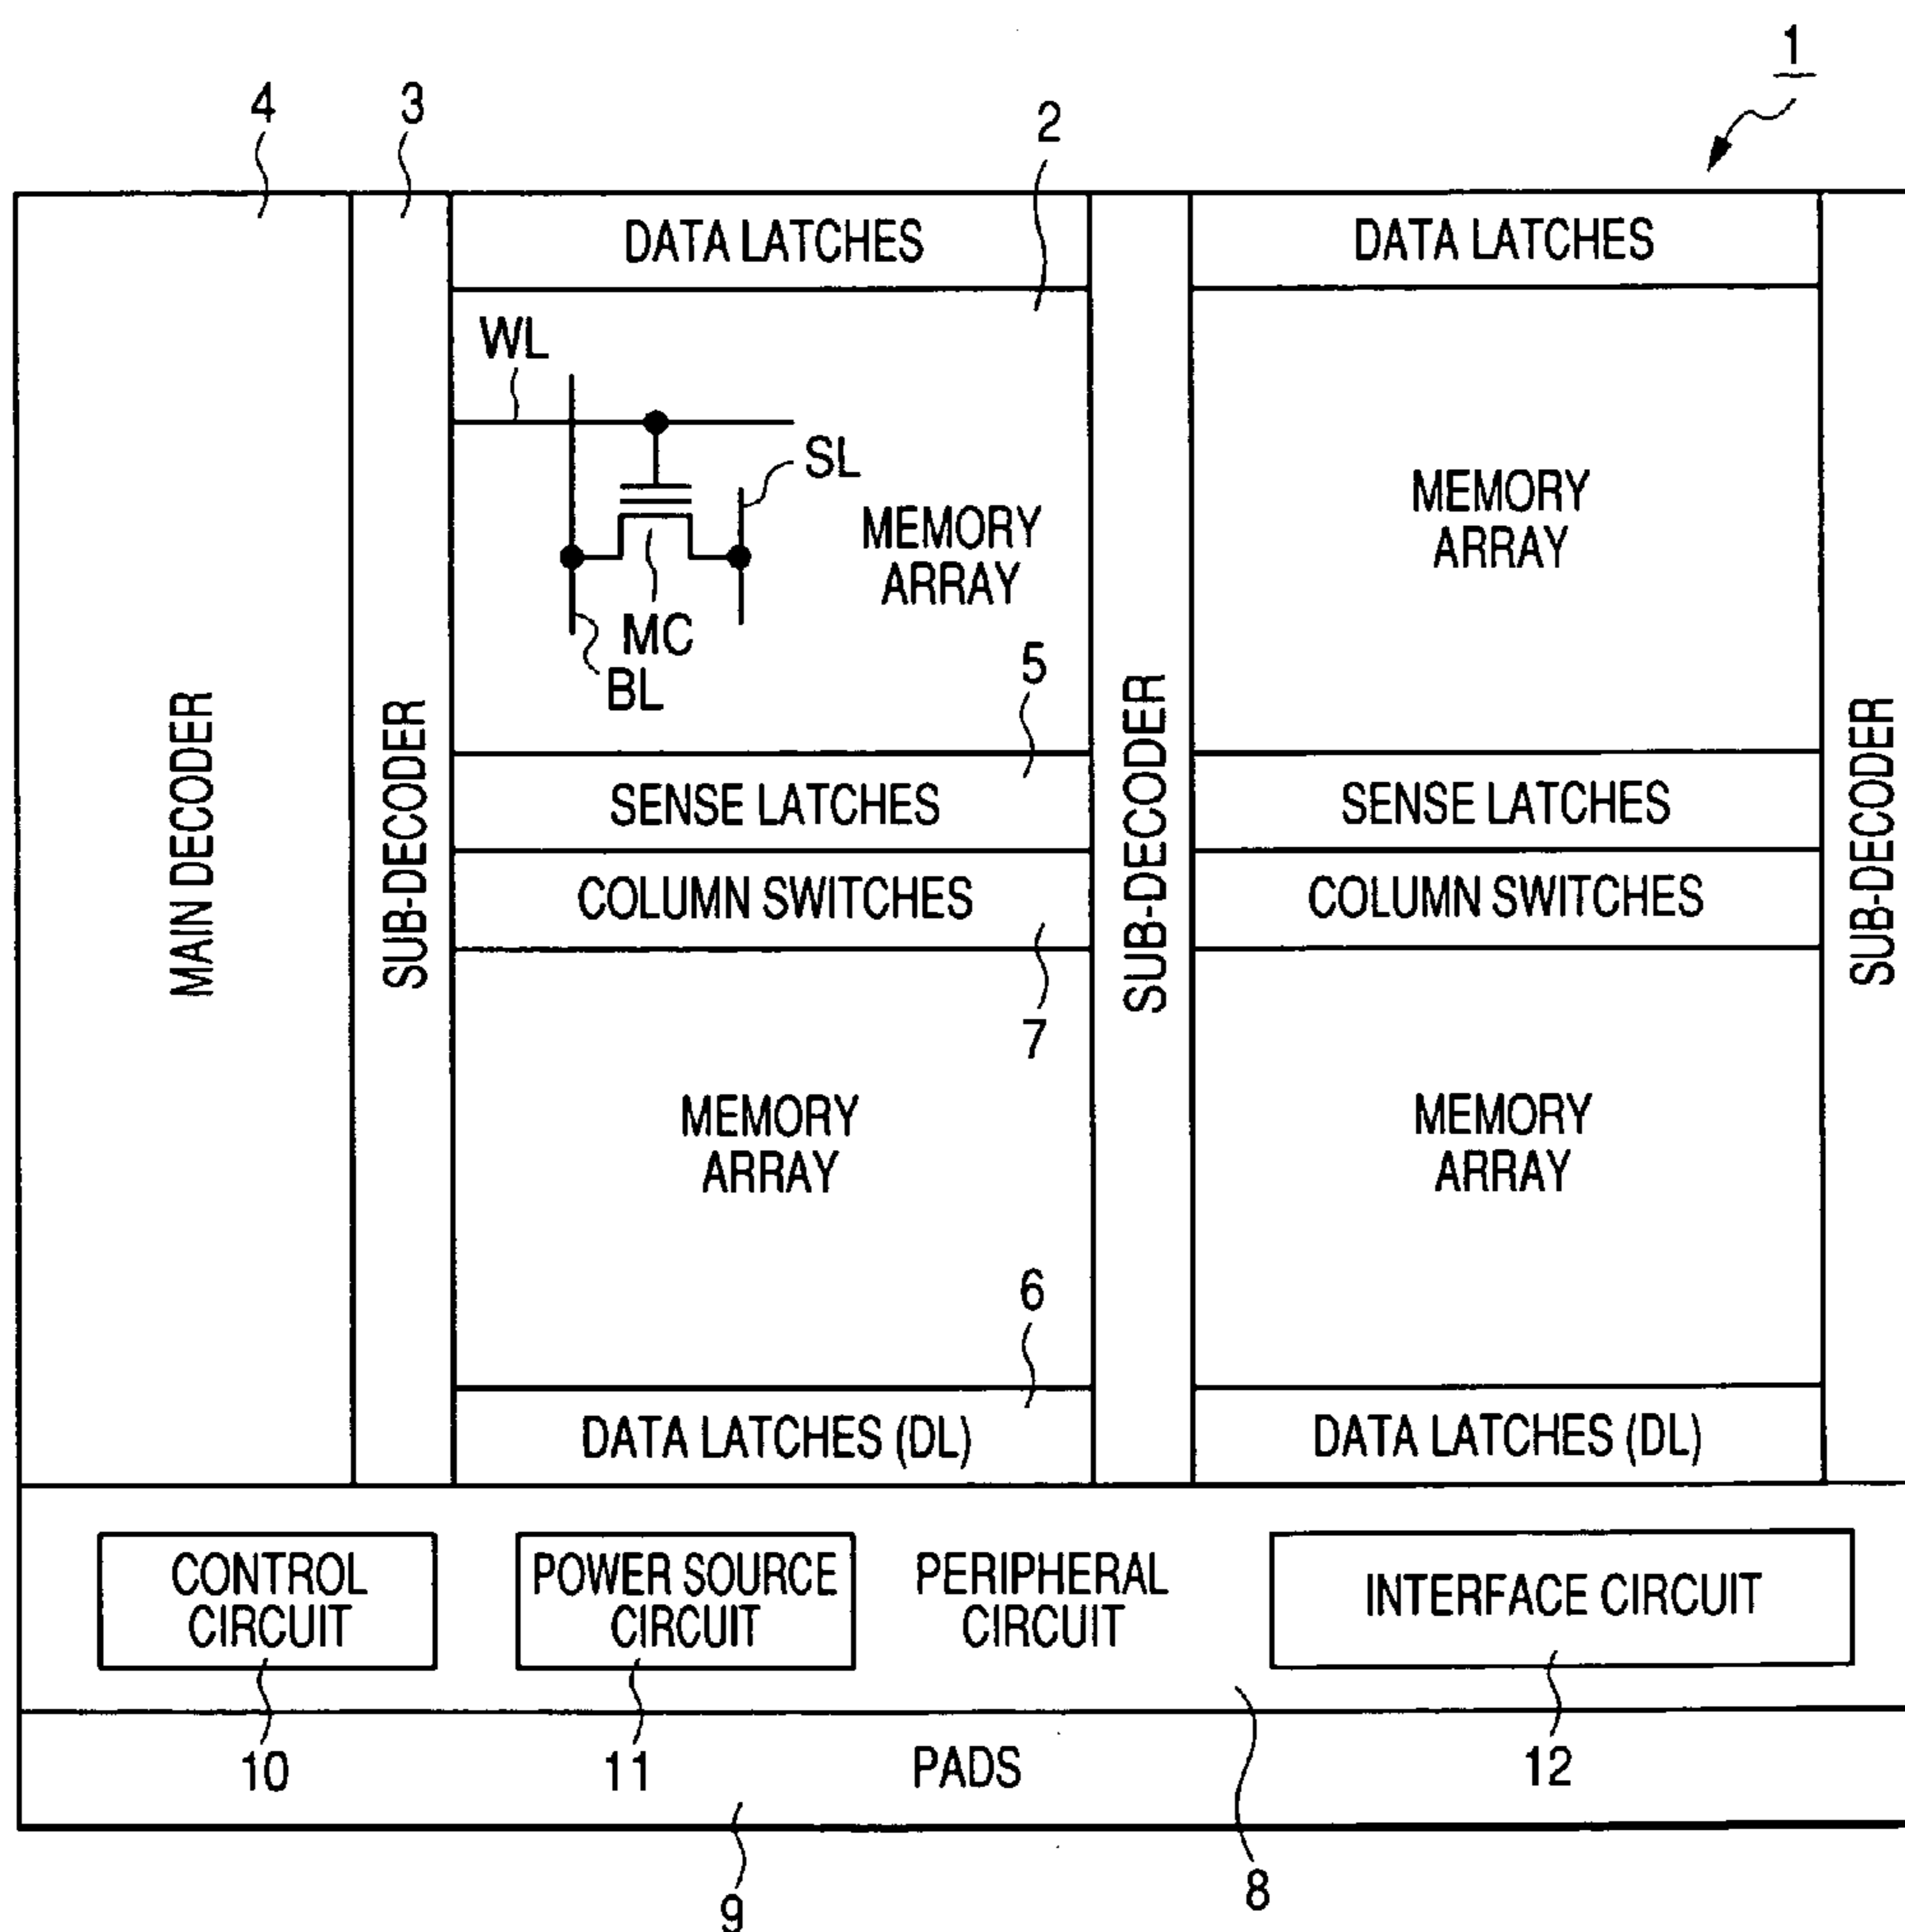 1
4
3
2
DATA LATCHES
DATA LATCHES
WL
SL
MEMORY
ARRAY
MEMORY
ARRAY
MC
BL
5
MAIN DECODER
SUB-DECODER
SUB-DECODER
SUB-DECODER
SENSE LATCHES
SENSE LATCHES
COLUMN SWITCHES
COLUMN SWITCHES
7
MEMORY
ARRAY
MEMORY
ARRAY
6
DATA LATCHES (DL)
DATA LATCHES (DL)
CONTROL
CIRCUIT
POWER SOURCE
CIRCUIT
PERIPHERAL
CIRCUIT
INTERFACE CIRCUIT
10
11
PADS
12
9
8